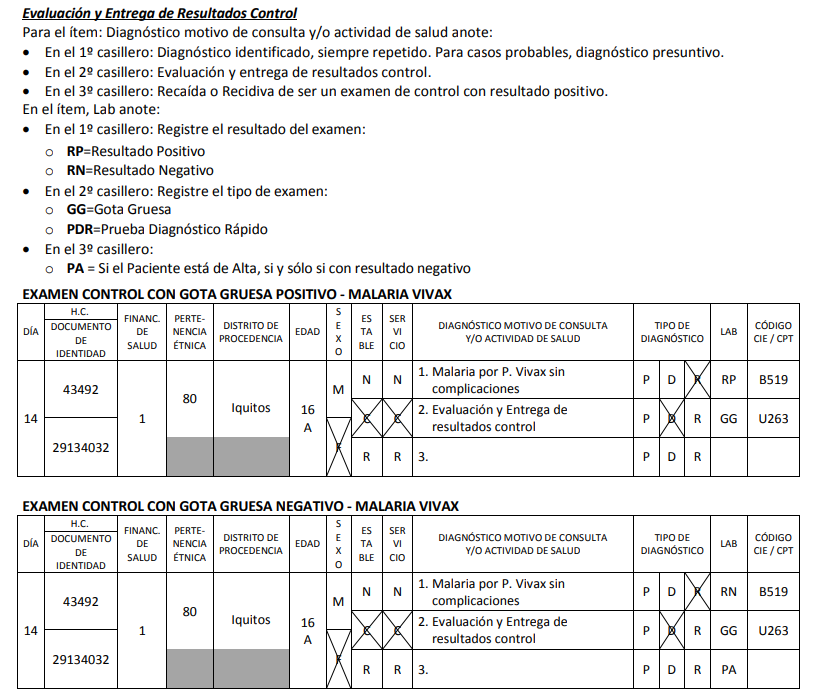 Evaluación y Entrega de Resultados Control
Para el ítem: Diagnóstico motivo de consulta y/o actividad de salud anote:
• En el 1º casillero: Diagnóstico identificado, siempre repetido. Para casos probables, diagnóstico presuntivo.
• En el 2º casillero: Evaluación y entrega de resultados control.
• En el 3º casillero: Recaída o Recidiva de ser un examen de control con resultado positivo.
En el ítem, Lab anote:
• En el 1º casillero: Registre el resultado del examen:
o RP=Resultado Positivo
o RN=Resultado Negativo
• En el 2º casillero: Registre el tipo de examen:
o GG=Gota Gruesa
o PDR=Prueba Diagnóstico Rápido
• En el 3º casillero:
o PA = Si el Paciente está de Alta, si y sólo si con resultado negativo
EXAMEN CONTROL CON GOTA GRUESA POSITIVO - MALARIA VIVAX
DÍA H.C. DOCUMENTO DE IDENTIDAD FINANC. DE SALUD PERTE-NENCIA ÉTNICA DISTRITO DE PROCEDENCIA EDAD SEXO ESTABLE SERVICIO DIAGNÓSTICO MOTIVO DE CONSULTA Y/O ACTIVIDAD DE SALUD TIPO DE DIAGNÓSTICO LAB CÓDIGO CIE / CPT
14 43492 29134032 1 80 Iquitos 16 A M F
N N 1. Malaria por P. Vivax sin complicaciones P D R RP B519
C C 2. Evaluación y Entrega de resultados control P D R GG U263
R R 3. P D R
EXAMEN CONTROL CON GOTA GRUESA NEGATIVO - MALARIA VIVAX
DÍA H.C. DOCUMENTO DE IDENTIDAD FINANC. DE SALUD PERTE-NENCIA ÉTNICA DISTRITO DE PROCEDENCIA EDAD SEXO ESTABLE SERVICIO DIAGNÓSTICO MOTIVO DE CONSULTA Y/O ACTIVIDAD DE SALUD TIPO DE DIAGNÓSTICO LAB CÓDIGO CIE / CPT
14 43492 29134032 1 80 Iquitos 16 A M F
N N 1. Malaria por P. Vivax sin complicaciones P D R RN B519
C C 2. Evaluación y Entrega de resultados control P D R GG U263
R R 3. P D R PA